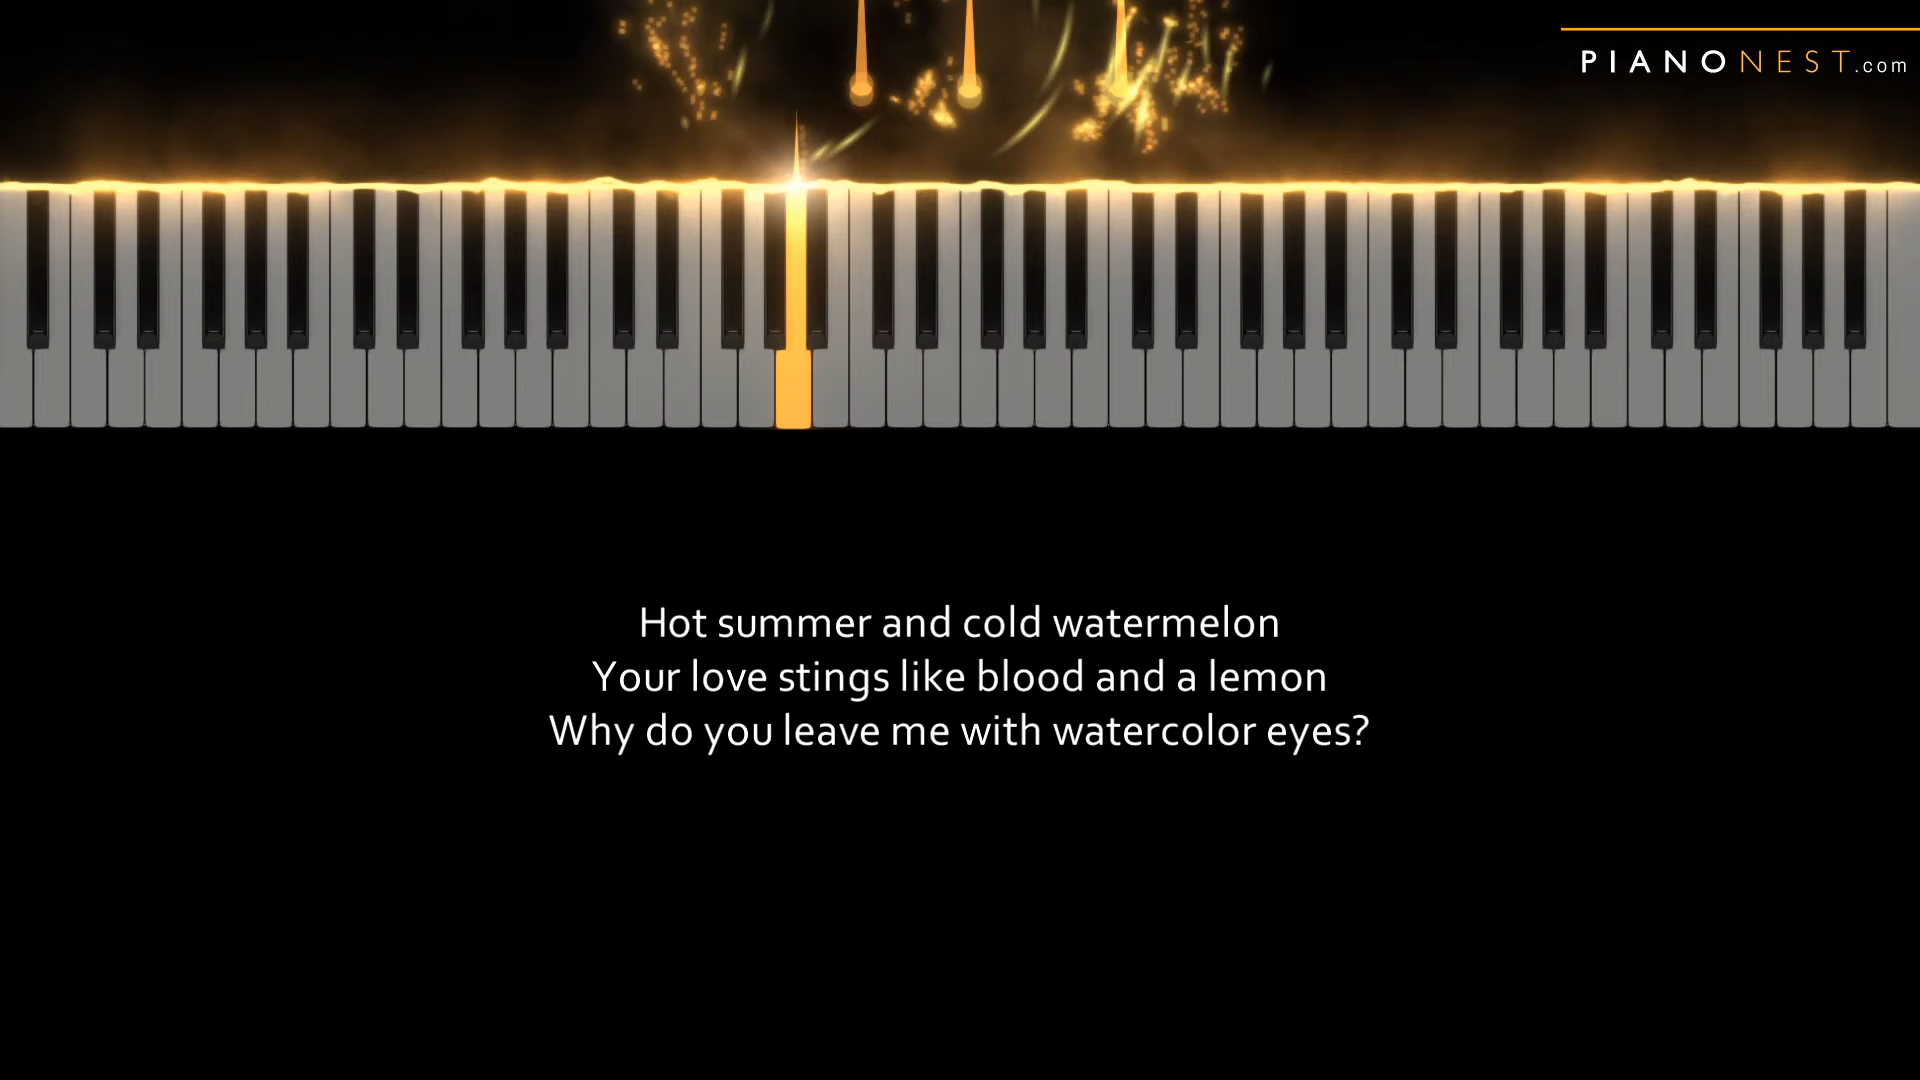 PIANONEST.com
Hot summer and cold watermelon
Your love stings like blood and a lemon
Why do you leave me with watercolor eyes?